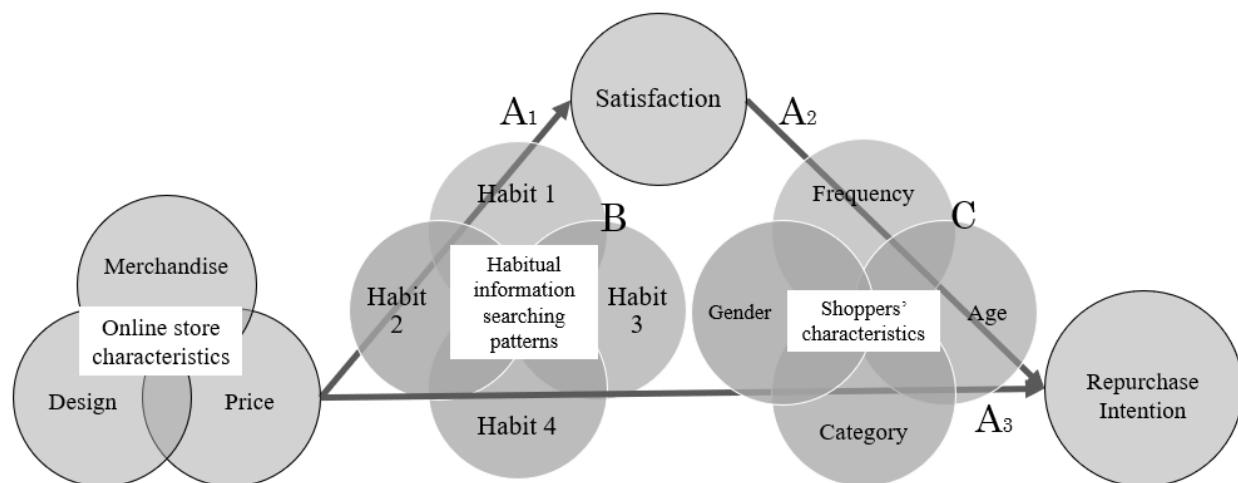 Satisfaction
A1
A2
Habit 1
Frequency
B
C
Merchandise
Habitual
information
searching
patterns
Habit
2
Habit
3
Gender
Shoppers’
characteristics
Age
Online store
characteristics
Design
Price
Repurchase
Intention
Habit 4
Category
A3